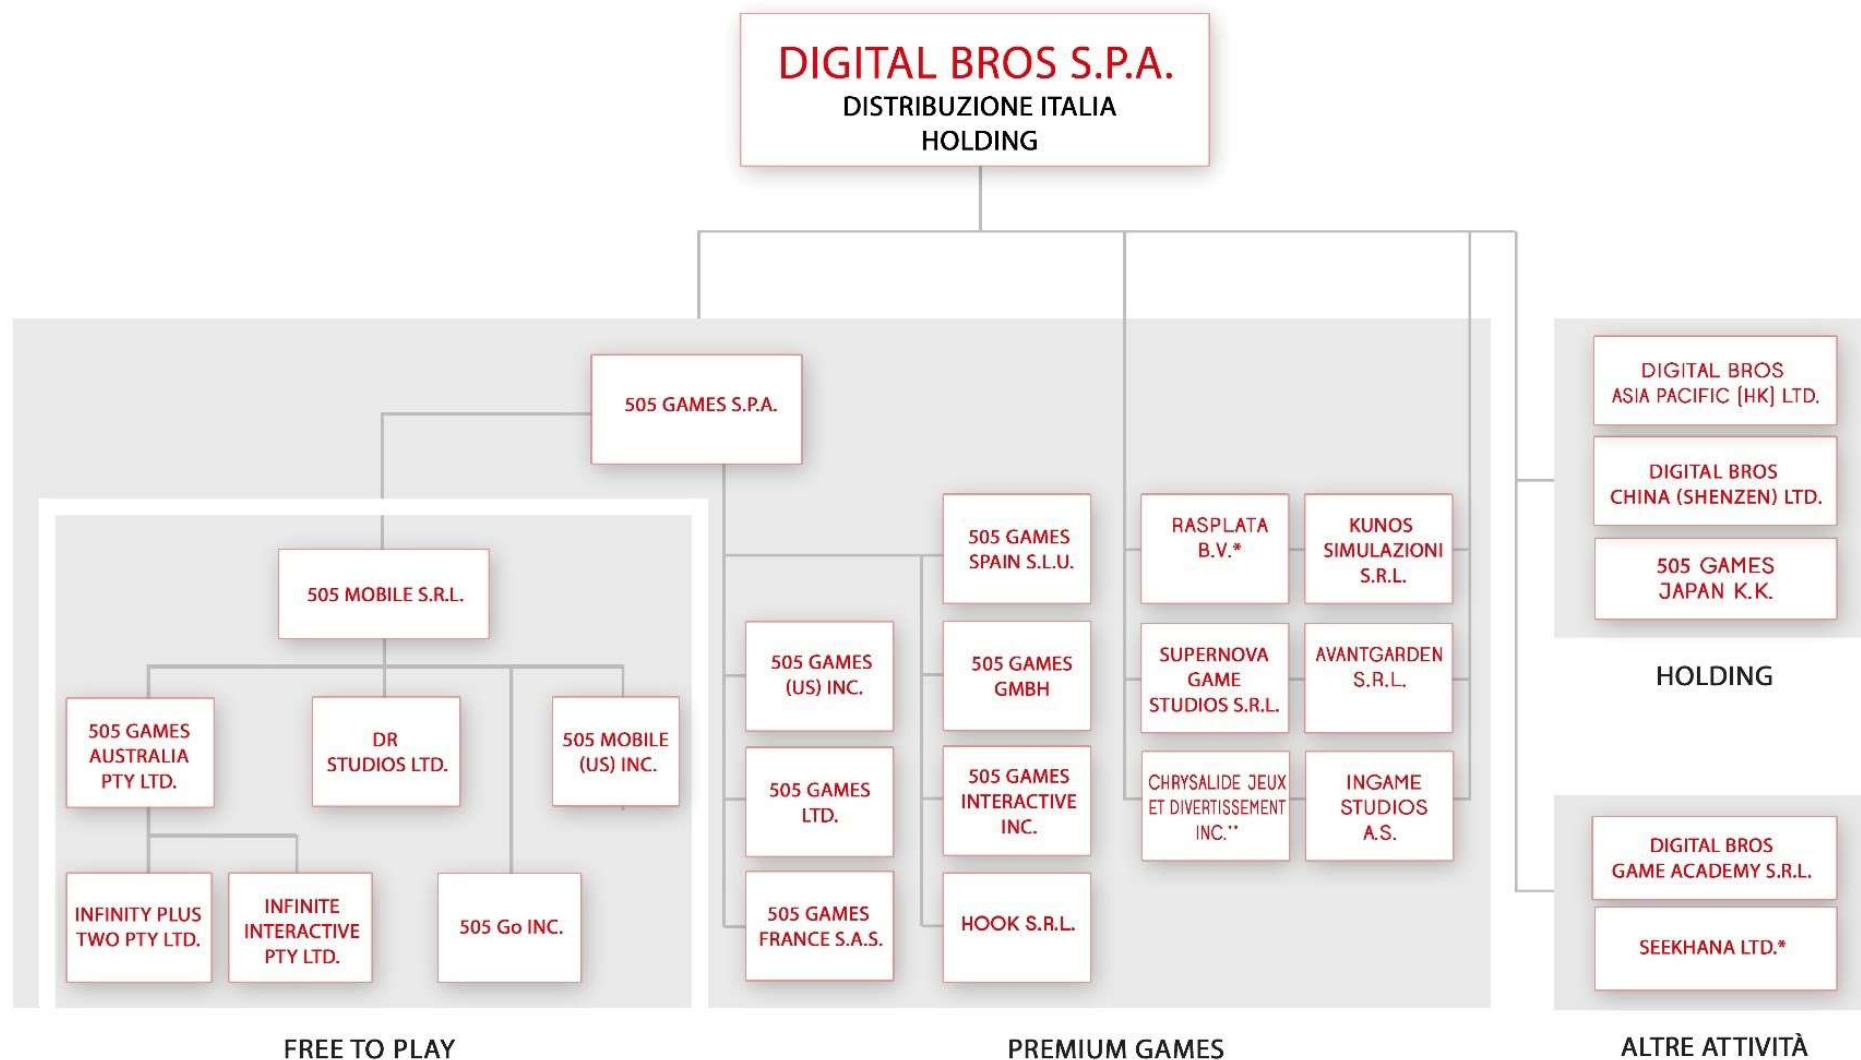 DIGITAL BROS S.P.A.
DISTRIBUZIONE ITALIA
HOLDING
505 GAMES S.P.A.
505 MOBILE S.R.L.
505 GAMES
AUSTRALIA
PTY LTD.
DR
STUDIOS LTD.
505 MOBILE
(US) INC.
INFINITY PLUS
TWO PTY LTD.
INFINITE
INTERACTIVE
PTY LTD.
505 Go INC.
FREE TO PLAY
505 GAMES
(US) INC.
505 GAMES
LTD.
505 GAMES
FRANCE S.A.S.
505 GAMES
SPAIN S.L.U.
505 GAMES
GMBH
505 GAMES
INTERACTIVE
INC.
HOOK S.R.L.
RASPLATA
B.V.*
KUNOS
SIMULAZIONI
S.R.L.
SUPERNOVA
GAME
STUDIOS S.R.L.
AVANTGARDEN
S.R.L.
CHRYSALIDE JEUX
ET DIVERTISSEMENT
INC.**
INGAME
STUDIOS
A.S.
PREMIUM GAMES
DIGITAL BROS
ASIA PACIFIC (HK) LTD.
DIGITAL BROS
CHINA (SHENZEN) LTD.
505 GAMES
JAPAN K.K.
HOLDING
DIGITAL BROS
GAME ACADEMY S.R.L.
SEEKHANA LTD.*
ALTRE ATTIVITÀ